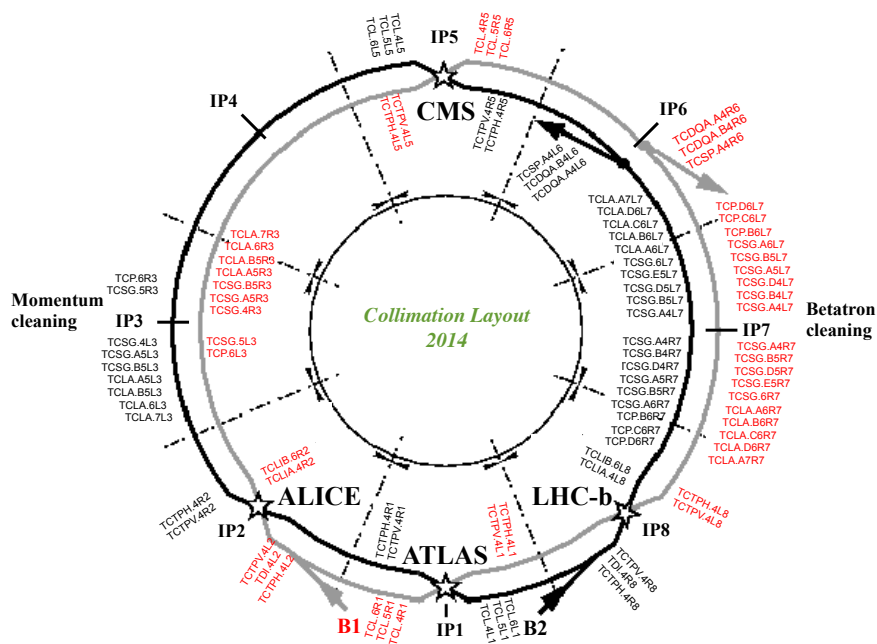 IP5
TCL.4L5
TCL.5L5
TCL.6L5
TCL.4R5
TCL.5R5
TCL.6R5
CMS
TCTPV.4L5
TCTPH.4L5
TCTPV.4R5
TCTPH.4R5
IP4
IP6
TCDQA.A4R6
TCDQA.B4R6
TCSP.A4R6
TCSP.A4L6
TCDQA.B4L6
TCDQA.A4L6
TCLA.A7L7
TCLA.D6L7
TCLA.C6L7
TCLA.B6L7
TCLA.A6L7
TCSG.6L7
TCSG.E5L7
TCSG.D5L7
TCSG.B5L7
TCSG.A4L7
TCP.D6L7
TCP.C6L7
TCP.B6L7
TCSG.A6L7
TCSG.B5L7
TCSG.A5L7
TCSG.D4L7
TCSG.B4L7
TCSG.A4L7
TCLA.7R3
TCLA.6R3
TCLA.B5R3
TCLA.A5R3
TCSG.B5R3
TCSG.A5R3
TCSG.4R3
TCP.6R3
TCSG.5R3
Momentum
cleaning
IP3
Collimation Layout
2014
IP7
Betatron
cleaning
TCSG.5L3
TCP.6L3
TCSG.4L3
TCSG.A5L3
TCSG.B5L3
TCLA.A5L3
TCLA.B5L3
TCLA.6L3
TCLA.7L3
TCSG.A4R7
TCSG.B4R7
TCSG.D4R7
TCSG.A5R7
TCSG.B5R7
TCSG.A6R7
TCP.B6R7
TCP.C6R7
TCP.D6R7
TCSG.A4R7
TCSG.B5R7
TCSG.D5R7
TCSG.E5R7
TCSG.6R7
TCLA.A6R7
TCLA.B6R7
TCLA.C6R7
TCLA.D6R7
TCLA.A7R7
TCLIB.6R2
TCLIA.4R2
TCLIB.6L8
TCLIA.4L8
ALICE
LHC-b
TCTPH.4R2
TCTPV.4R2
IP2
TCTPH.4L8
TCTPV.4L8
IP8
TCTPH.4R1
TCTPV.4R1
TCTPH.4L1
TCTPV.4L1
ATLAS
TCTPV.4L2
TDI.4L2
TCTPH.4L2
TCTPV.4R8
TDI.4R8
TCTPH.4R8
B1
TCL.6R1
TCL.5R1
TCL.4R1
IP1
TCL.6L1
TCL.5L1
TCL.4L1
B2